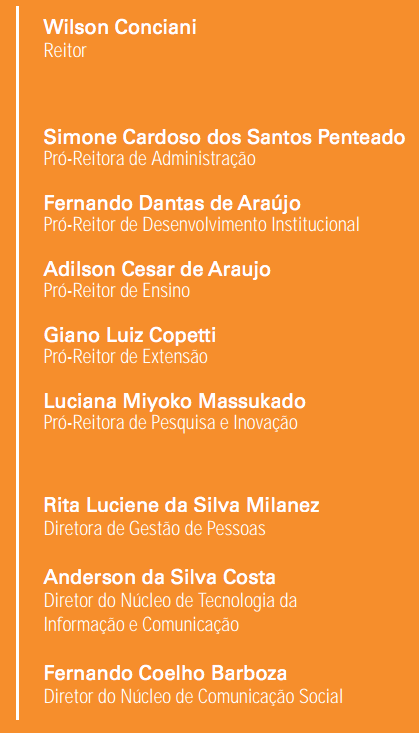 Wilson Conciani
Reitor
Simone Cardoso dos Santos Penteado
Pró-Reitora de Administração
Fernando Dantas de Araújo
Pró-Reitor de Desenvolvimento Institucional
Adilson Cesar de Araujo
Pró-Reitor de Ensino
Giano Luiz Copetti
Pró-Reitor de Extensão
Luciana Miyoko Massukado
Pró-Reitora de Pesquisa e Inovação
Rita Luciene da Silva Milanez
Diretora de Gestão de Pessoas
Anderson da Silva Costa
Diretor do Núcleo de Tecnologia da
Informação e Comunicação
Fernando Coelho Barboza
Diretor do Núcleo de Comunicação Social